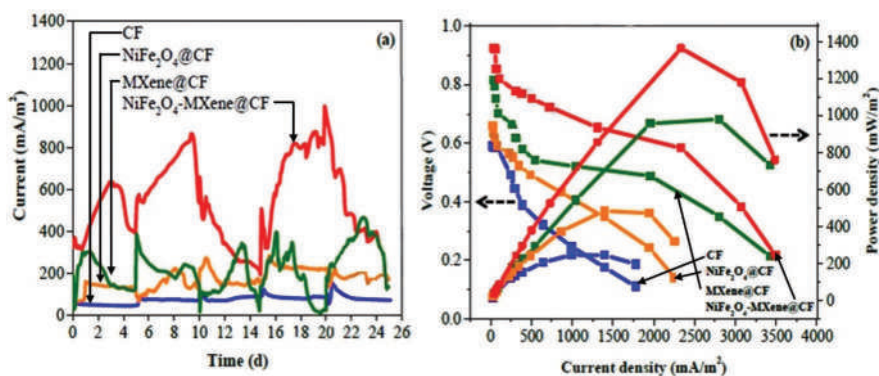 1400
1200
1000
800
600
400
200
0
Current (mA/m²)
0 2 4 6 8 10 12 14 16 18 20 22 24 26
Time (d)
CF
NiFe₂O₄@CF
MXene@CF
NiFe₂O₄-MXene@CF
(a)
1.0
0.8
0.6
0.4
0.2
0.0
Voltage (V)
0 500 1000 1500 2000 2500 3000 3500 4000
Current density (mA/m²)
(b)
CF
NiFe₂O₄@CF
MXene@CF
NiFe₂O₄-MXene@CF
1400
1200
1000
800
600
400
200
0
Power density (mW/m²)